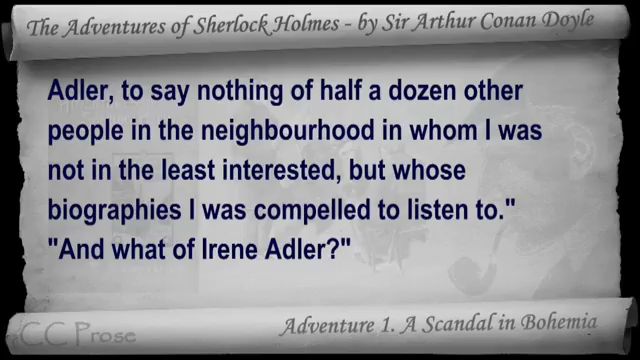 The Adventures of Sherlock Holmes - by Sir Arthur Conan Doyle
Adler, to say nothing of half a dozen other
people in the neighbourhood in whom I was
not in the least interested, but whose
biographies I was compelled to listen to."
"And what of Irene Adler?"
CC Prose
Adventure 1. A Scandal in Bohemia